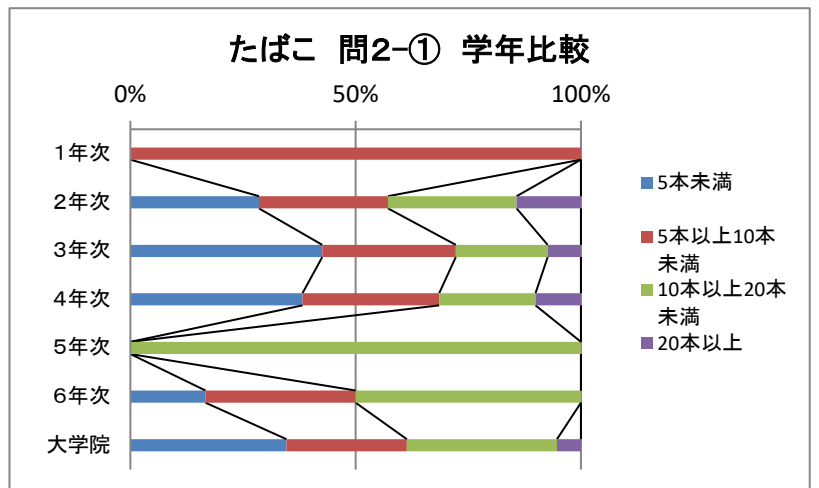 たばこ 問2-① 学年比較
0% 50% 100%
1年次
2年次
3年次
4年次
5年次
6年次
大学院
5本未満
5本以上10本
未満
10本以上20本
未満
20本以上